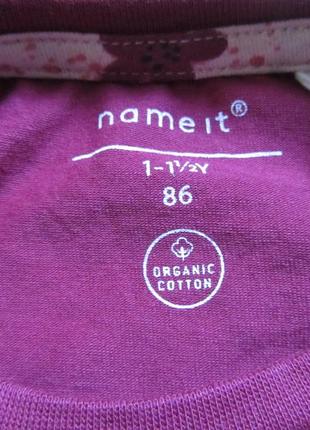 name it®
1-1½Y
86
ORGANIC
COTTON